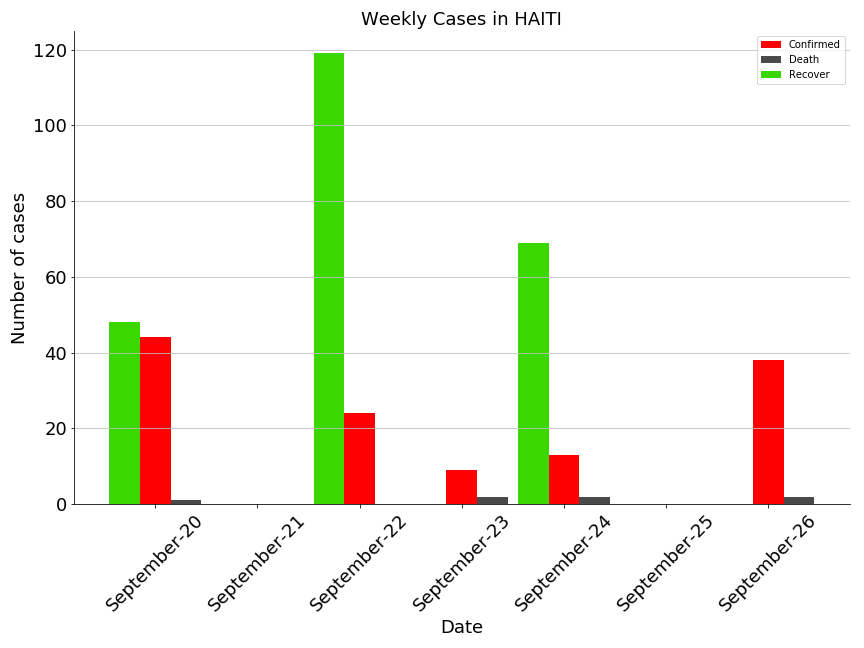 Weekly Cases in HAITI
Confirmed
Death
Recover
Number of cases
120
100
80
60
40
20
0
September-20
September-21
September-22
September-23
September-24
September-25
September-26
Date